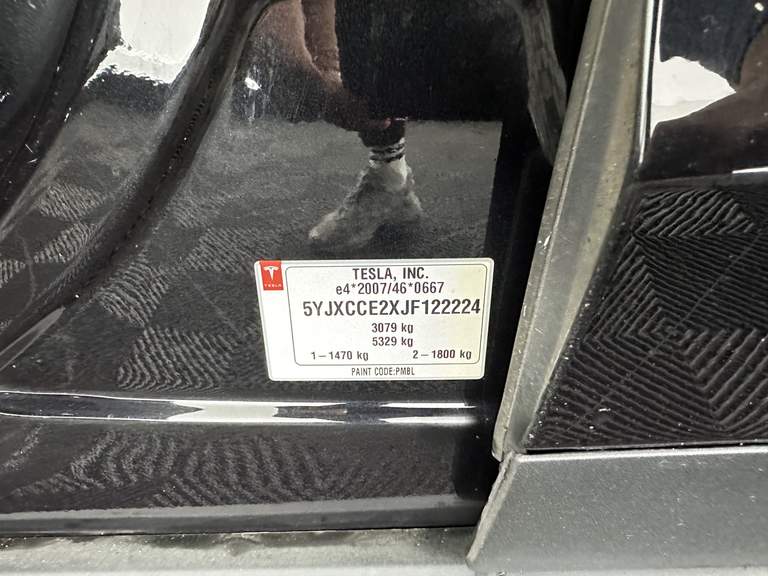 TESLA
TESLA, INC.
e4*2007/46*0667
5YJXCCE2XJF122224
3079 kg
5329 kg
1–1470 kg 2–1800 kg
PAINT CODE:PMBL